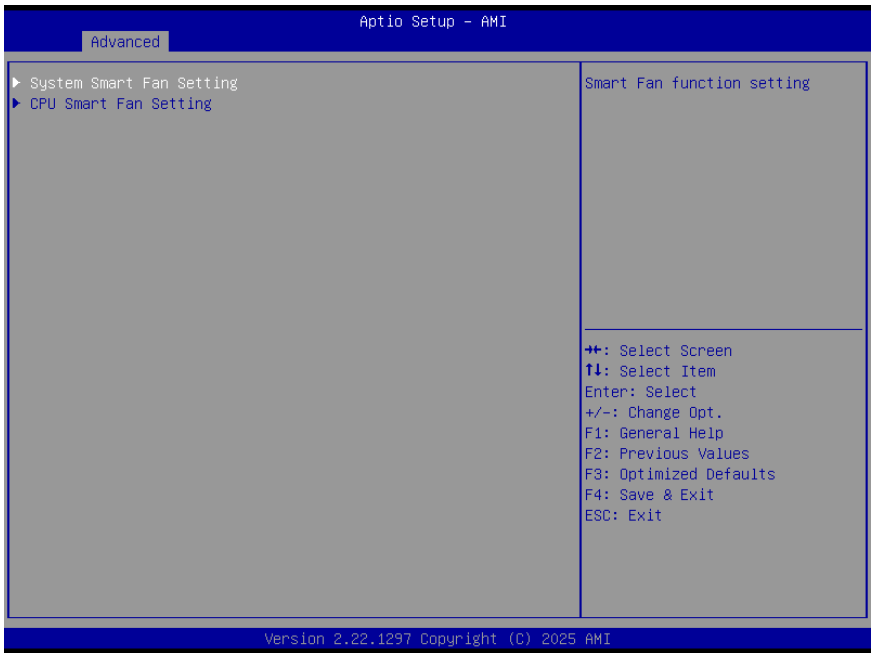 Aptio Setup – AMI
Advanced
▶ System Smart Fan Setting
▶ CPU Smart Fan Setting
Smart Fan function setting
→←: Select Screen
↑↓: Select Item
Enter: Select
+/-: Change Opt.
F1: General Help
F2: Previous Values
F3: Optimized Defaults
F4: Save & Exit
ESC: Exit
Version 2.22.1297 Copyright (C) 2025 AMI